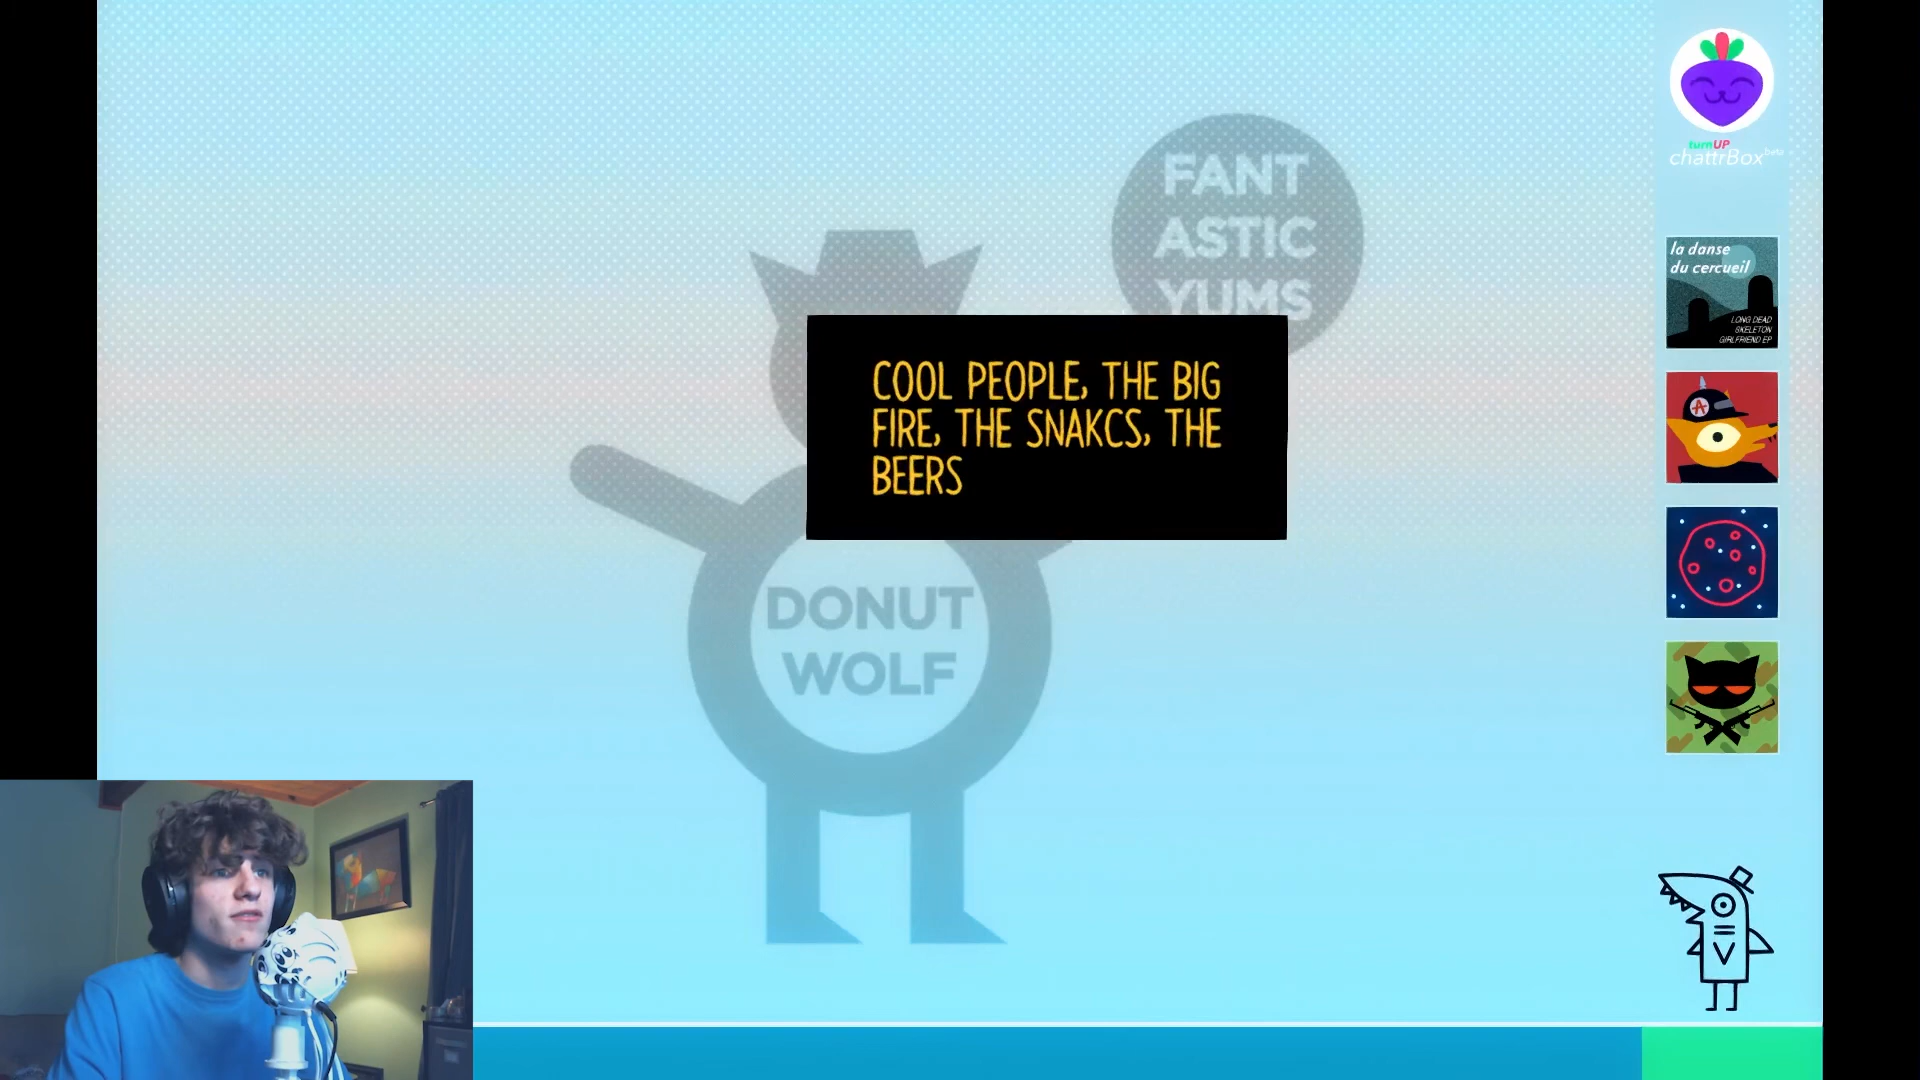 FANT
ASTIC
YUMS
COOL PEOPLE, THE BIG
FIRE, THE SNAKCS, THE
BEERS
DONUT
WOLF
turnUP
chattrBox beta
la danse
du cercueil
LONG DEAD
SKELETON
GIRLFRIEND EP
A